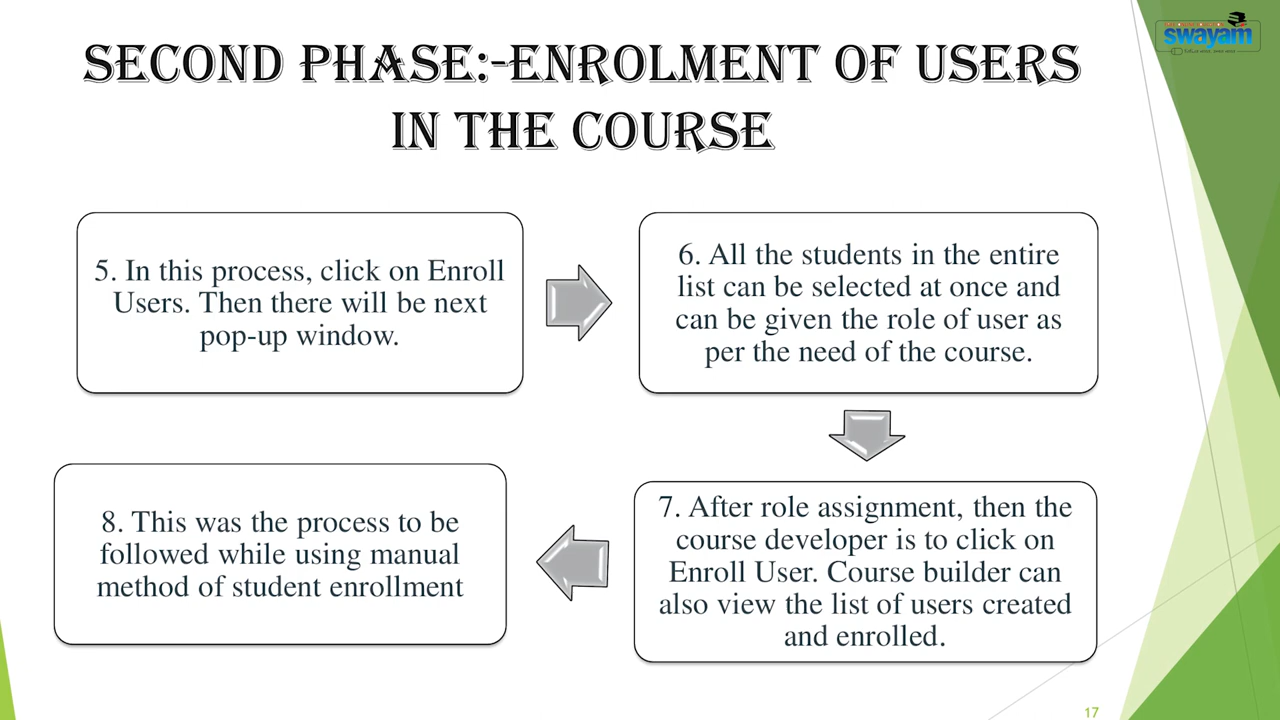 swayam
SECOND PHASE:-ENROLMENT OF USERS
IN THE COURSE
5. In this process, click on Enroll
Users. Then there will be next
pop-up window.
6. All the students in the entire
list can be selected at once and
can be given the role of user as
per the need of the course.
7. After role assignment, then the
course developer is to click on
Enroll User. Course builder can
also view the list of users created
and enrolled.
8. This was the process to be
followed while using manual
method of student enrollment
17